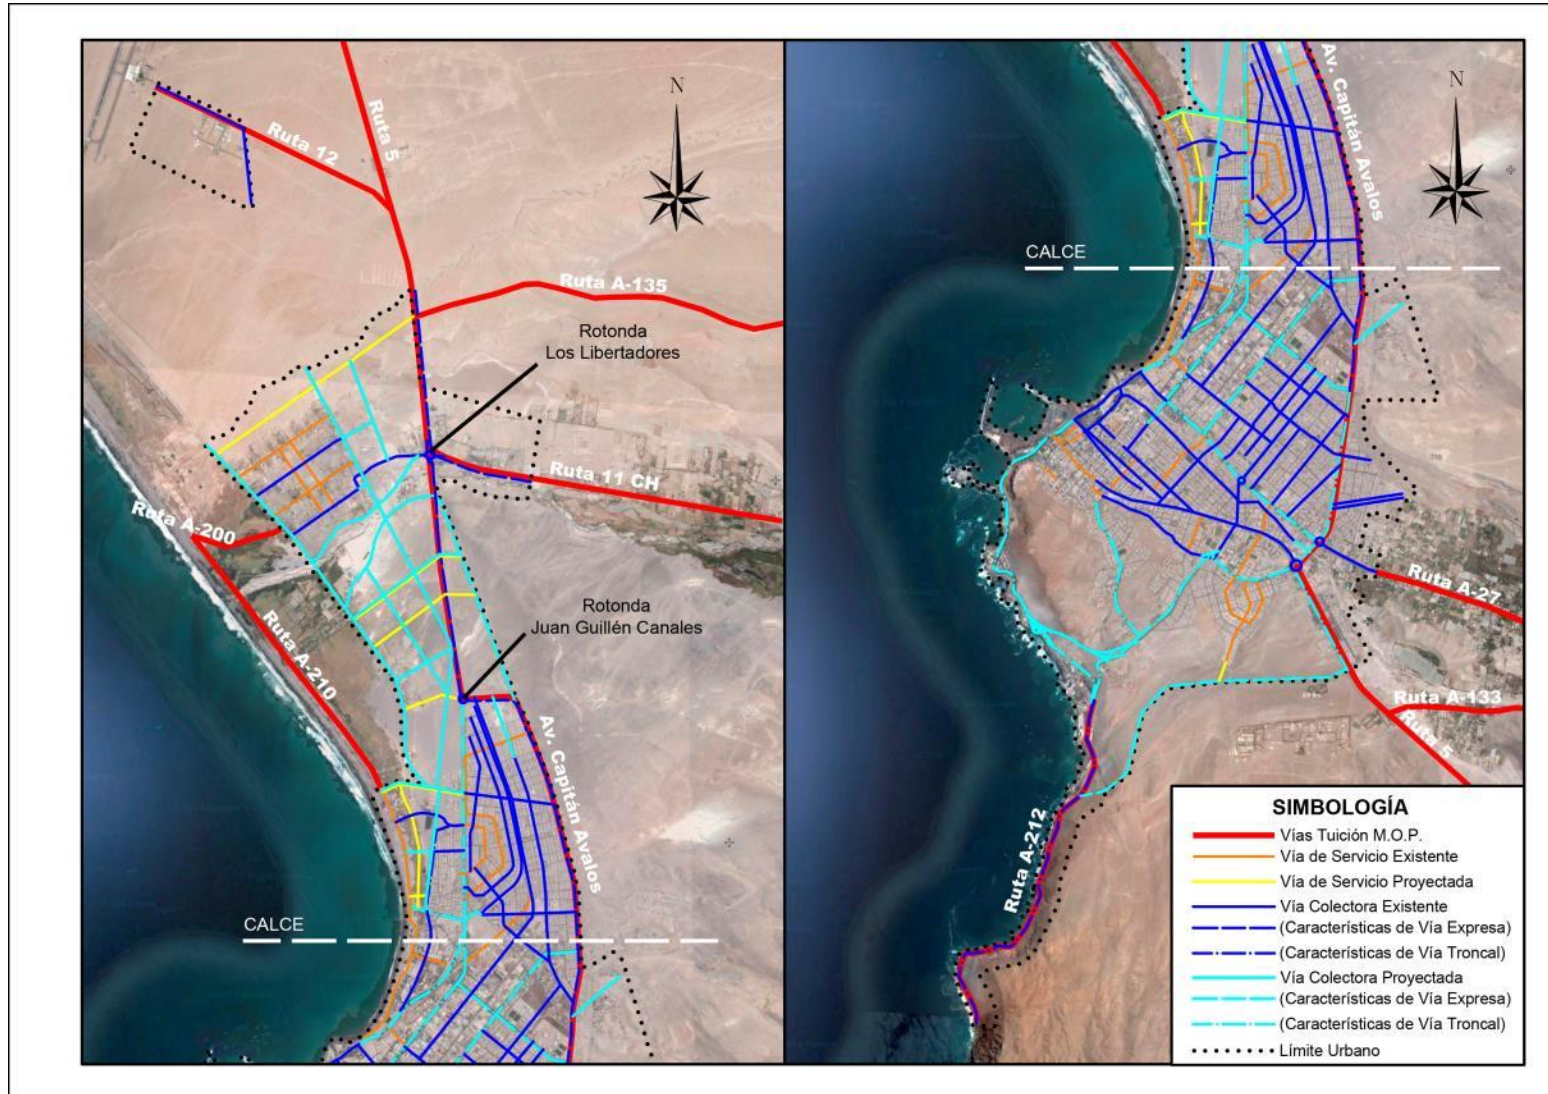 N
Ruta 12
Ruta 5
Ruta A-135
Rotonda
Los Libertadores
Ruta 11 CH
Ruta A-200
Rotonda
Juan Guillén Canales
Ruta A-210
Av. Capitán Avalos
CALCE
N
Av. Capitán Avalos
CALCE
Ruta A-27
Ruta A-133
Ruta 5
Ruta A-212
SIMBOLOGÍA
Vías Tuición M.O.P.
Vía de Servicio Existente
Vía de Servicio Proyectada
Vía Colectora Existente
(Características de Vía Expresa)
(Características de Vía Troncal)
Vía Colectora Proyectada
(Características de Vía Expresa)
(Características de Vía Troncal)
Límite Urbano